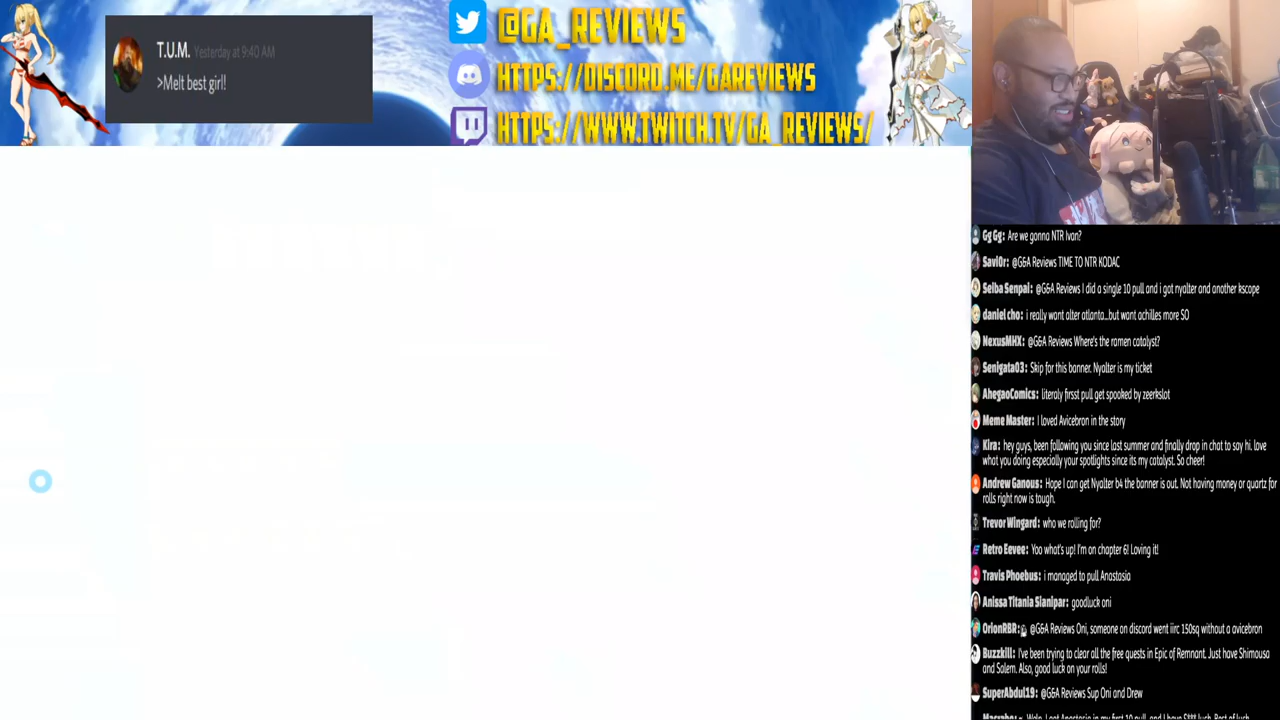 T.U.M. Yesterday at 9:40 AM
>Melt best girl!
@GA_REVIEWS
HTTPS://DISCORD.ME/GAREVIEWS
HTTPS://WWW.TWITCH.TV/GA_REVIEWS/
Gg Gg: Are we gonna NTR Ivan?
Savi0r: @G&A Reviews TIME TO NTR KODAC
Seiba Senpai: @G&A Reviews I did a single 10 pull and i got nyalter and another kscope
daniel cho: i really want alter atlanta...but want achilles more SO
NexusMHX: @G&A Reviews Where's the ramen catalyst?
Senigata03: Skip for this banner. Nyalter is my ticket
AhegaoComics: literaly firsst pull get spooked by zeerkslot
Meme Master: I loved Avicebron in the story
Kira: hey guys, been following you since last summer and finally drop in chat to say hi. love
what you doing especially your spotlights since its my catalyst. So cheer!
Andrew Ganous: Hope I can get Nyalter b4 the banner is out. Not having money or quartz for
rolls right now is tough.
Trevor Wingard: who we rolling for?
Retro Eevee: Yoo what's up! I'm on chapter 6! Loving it!
Travis Phoebus: i managed to pull Anastasia
Anissa Titania Sianipar: goodluck oni
OrionRBR: @G&A Reviews Oni, someone on discord went iirc 150sq without a avicebron
Buzzkill: I've been trying to clear all the free quests in Epic of Remnant. Just have Shimousa
and Salem. Also, good luck on your rolls!
SuperAbdul19: @G&A Reviews Sup Oni and Drew